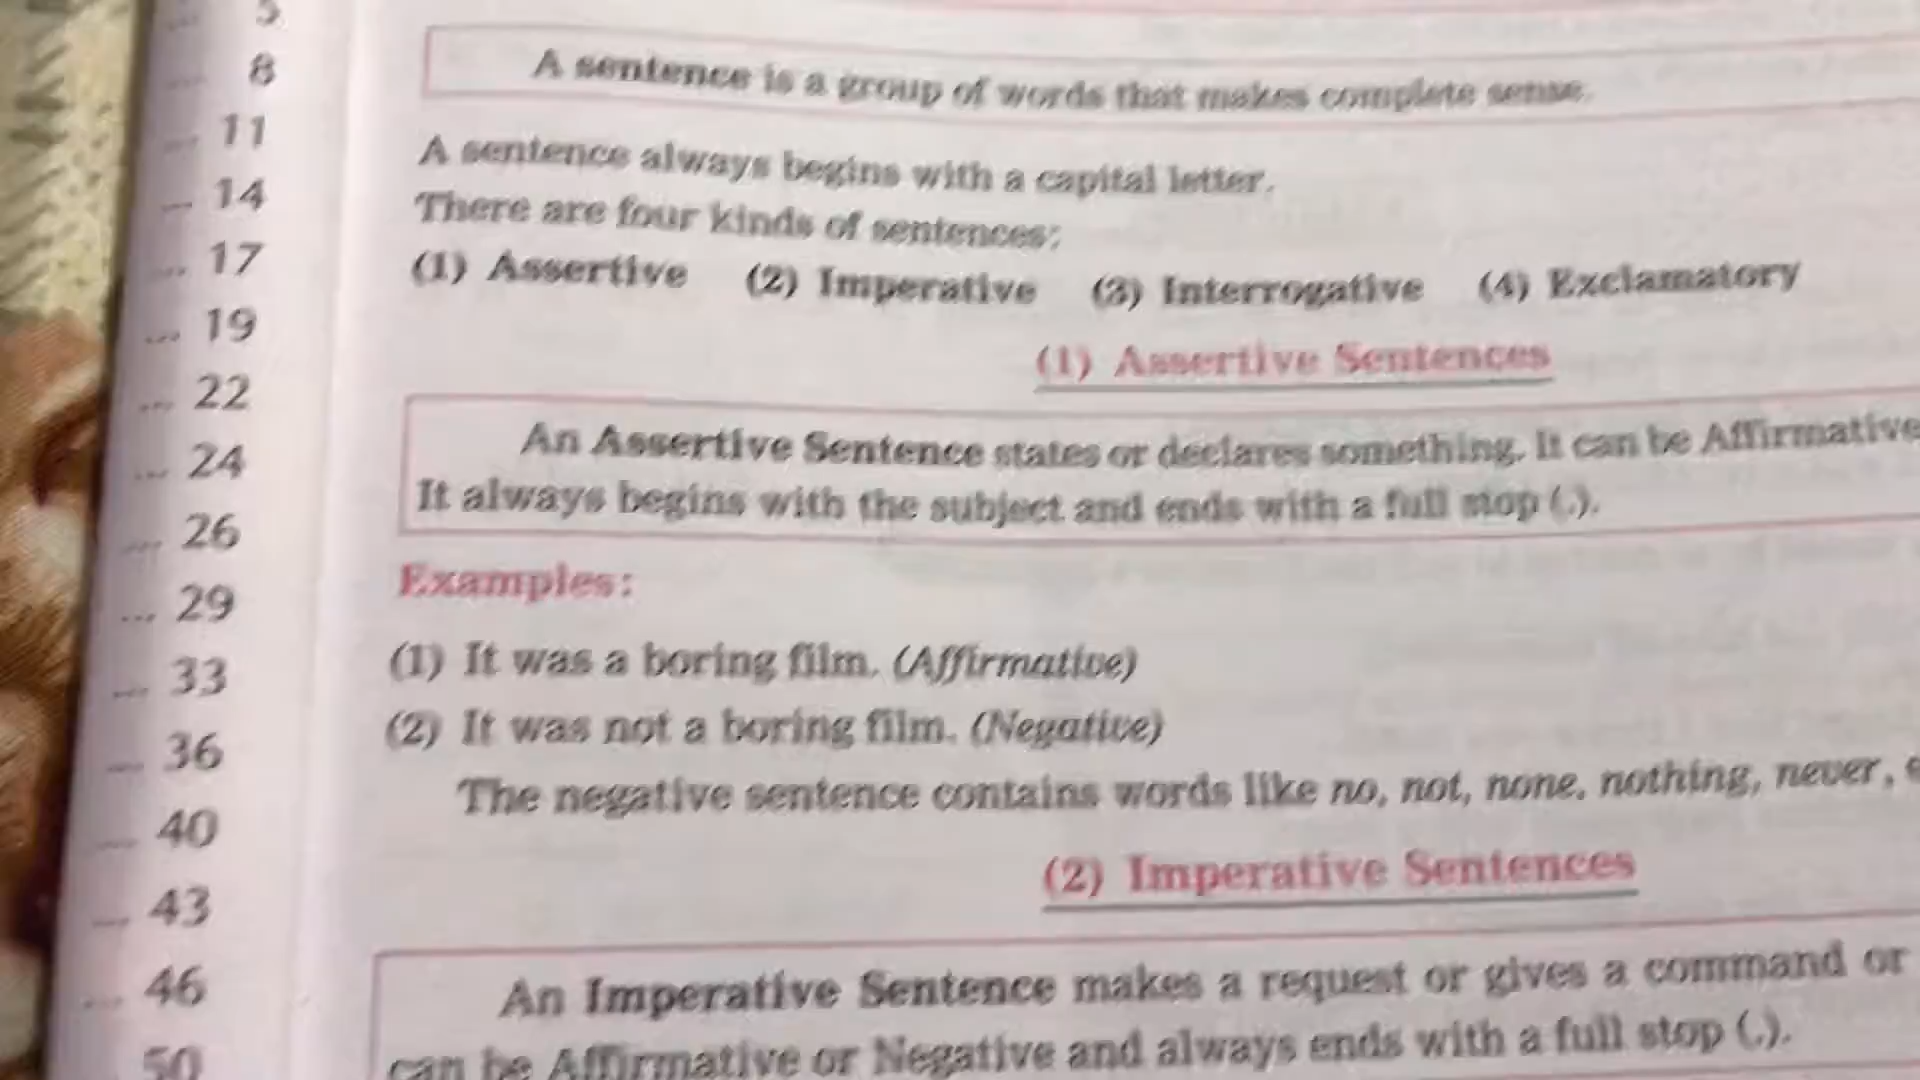 5
... 8
... 11
... 14
... 17
... 19
... 22
... 24
... 26
... 29
... 33
... 36
... 40
... 43
... 46
50
A sentence is a group of words that makes complete sense.
A sentence always begins with a capital letter.
There are four kinds of sentences:
(1) Assertive (2) Imperative (3) Interrogative (4) Exclamatory
(1) Assertive Sentences
An Assertive Sentence states or declares something. It can be Affirmative
It always begins with the subject and ends with a full stop (.).
Examples:
(1) It was a boring film. (Affirmative)
(2) It was not a boring film. (Negative)
The negative sentence contains words like no, not, none, nothing, never,
(2) Imperative Sentences
An Imperative Sentence makes a request or gives a command or
can be Affirmative or Negative and always ends with a full stop (.).